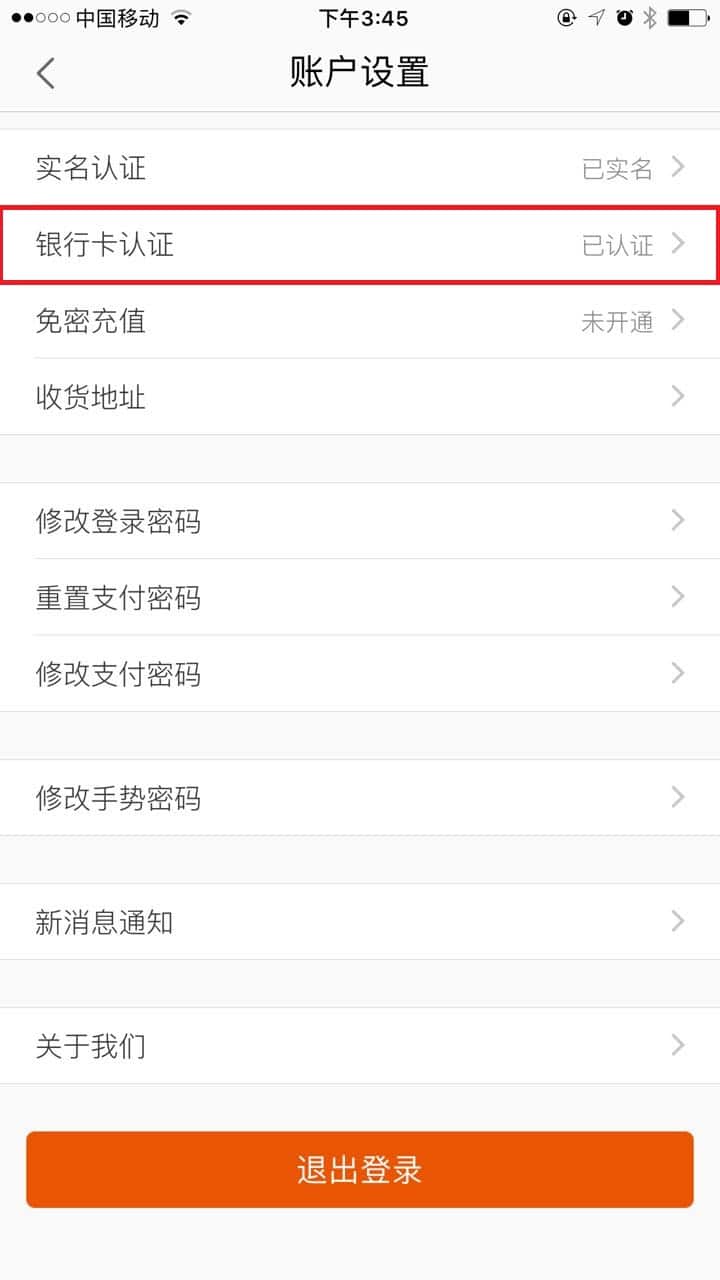 中国移动 下午3:45
账户设置
实名认证 已实名
银行卡认证 已认证
免密充值 未开通
收货地址
修改登录密码
重置支付密码
修改支付密码
修改手势密码
新消息通知
关于我们
退出登录